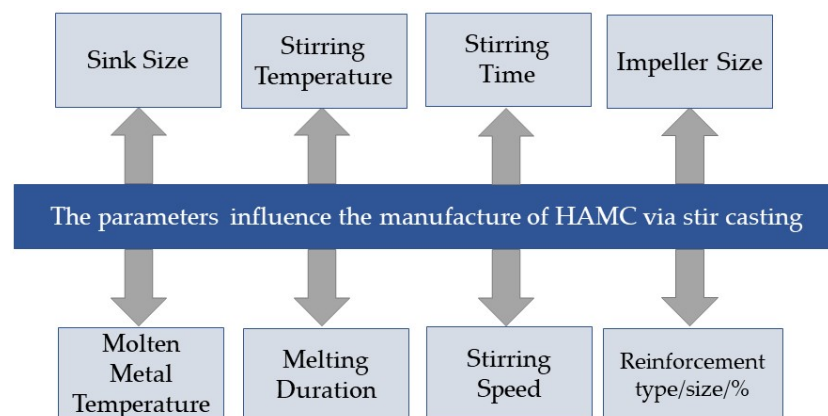 Sink Size
Stirring
Temperature
Stirring
Time
Impeller Size
The parameters influence the manufacture of HAMC via stir casting
Molten
Metal
Temperature
Melting
Duration
Stirring
Speed
Reinforcement
type/size/%